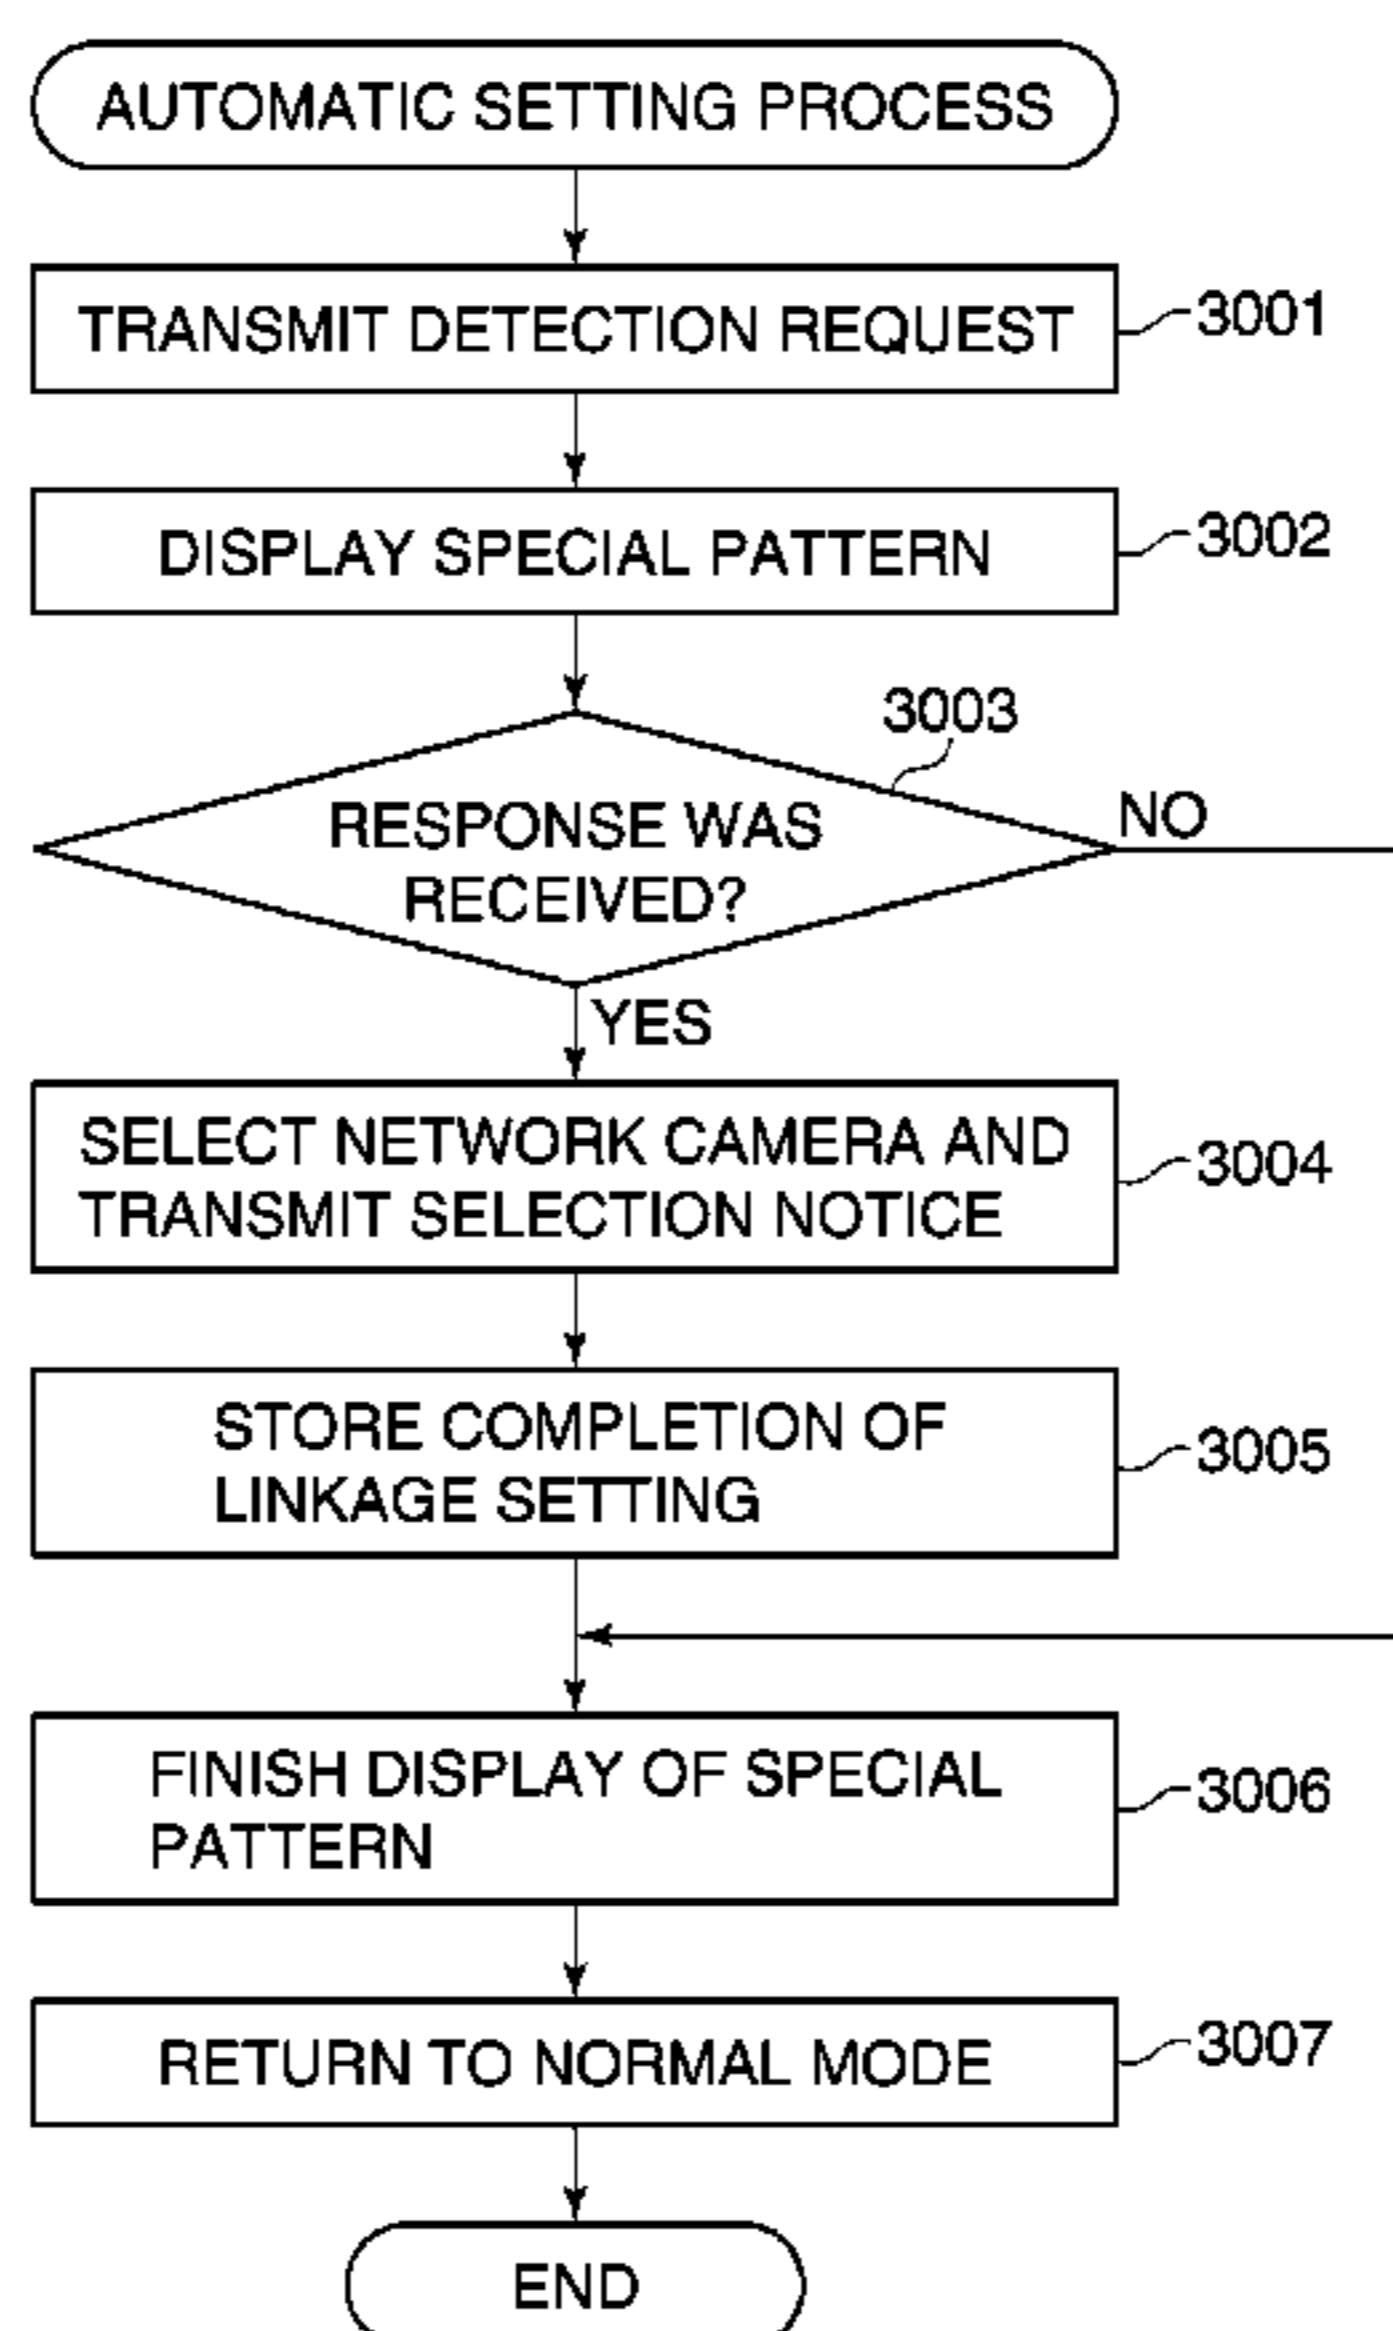 AUTOMATIC SETTING PROCESS
TRANSMIT DETECTION REQUEST
3001
DISPLAY SPECIAL PATTERN
3002
3003
RESPONSE WAS
RECEIVED?
NO
YES
SELECT NETWORK CAMERA AND
TRANSMIT SELECTION NOTICE
3004
STORE COMPLETION OF
LINKAGE SETTING
3005
FINISH DISPLAY OF SPECIAL
PATTERN
3006
RETURN TO NORMAL MODE
3007
END